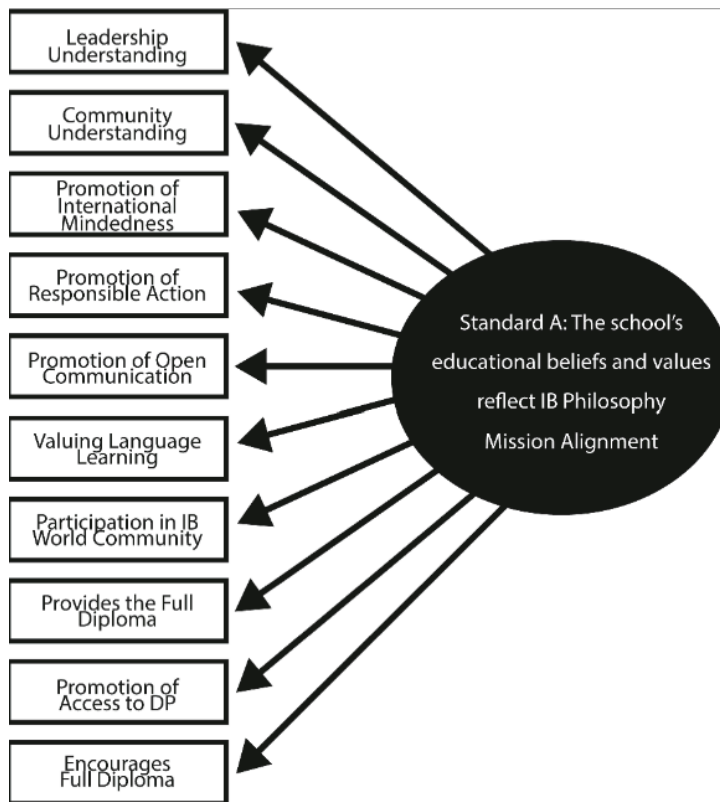 Leadership
Understanding
Community
Understanding
Promotion of
International
Mindedness
Promotion of
Responsible Action
Promotion of Open
Communication
Valuing Language
Learning
Participation in IB
World Community
Provides the Full
Diploma
Promotion of
Access to DP
Encourages
Full Diploma
Standard A: The school's
educational beliefs and values
reflect IB Philosophy
Mission Alignment